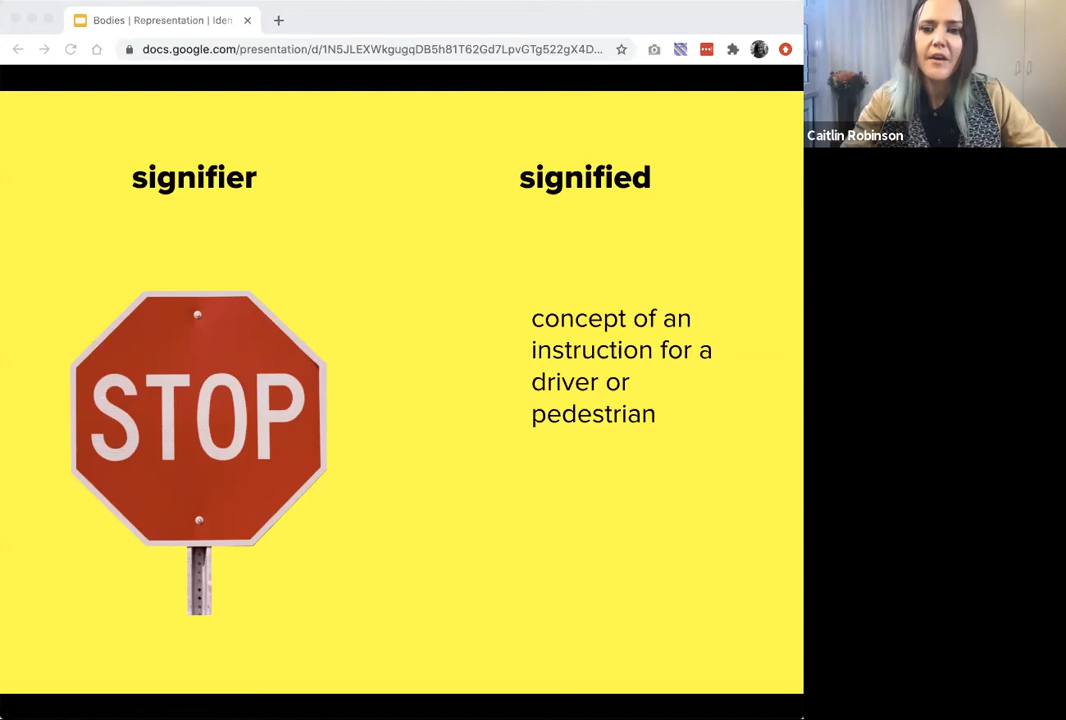 Bodies | Representation | Iden
docs.google.com/presentation/d/1N5JLEXWkgugqDB5h81T62Gd7LpvGTg522gX4D...
Caitlin Robinson
signifier
signified
STOP
concept of an
instruction for a
driver or
pedestrian